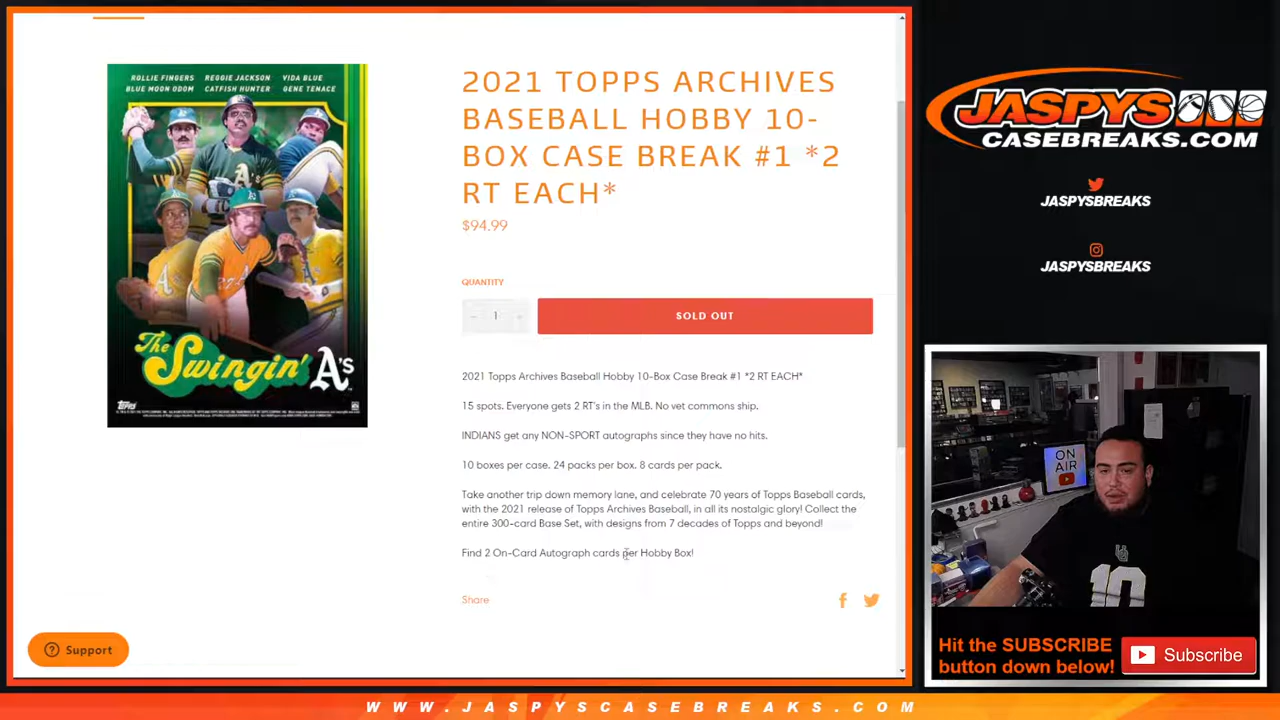 ROLLIE FINGERS REGGIE JACKSON VIDA BLUE
BLUE MOON ODOM CATFISH HUNTER GENE TENACE
The Swingin' A's
Topps
2021 TOPPS ARCHIVES
BASEBALL HOBBY 10-
BOX CASE BREAK #1 *2
RT EACH*
$94.99
QUANTITY
− 1 +
SOLD OUT
2021 Topps Archives Baseball Hobby 10-Box Case Break #1 *2 RT EACH*
15 spots. Everyone gets 2 RT's in the MLB. No vet commons ship.
INDIANS get any NON-SPORT autographs since they have no hits.
10 boxes per case. 24 packs per box. 8 cards per pack.
Take another trip down memory lane, and celebrate 70 years of Topps Baseball cards,
with the 2021 release of Topps Archives Baseball, in all its nostalgic glory! Collect the
entire 300-card Base Set, with designs from 7 decades of Topps and beyond!
Find 2 On-Card Autograph cards per Hobby Box!
Share
? Support
JASPYS
CASEBREAKS.COM
JASPYSBREAKS
JASPYSBREAKS
ON
AIR
10
Hit the SUBSCRIBE
button down below!
Subscribe
WWW.JASPYSCASEBREAKS.COM